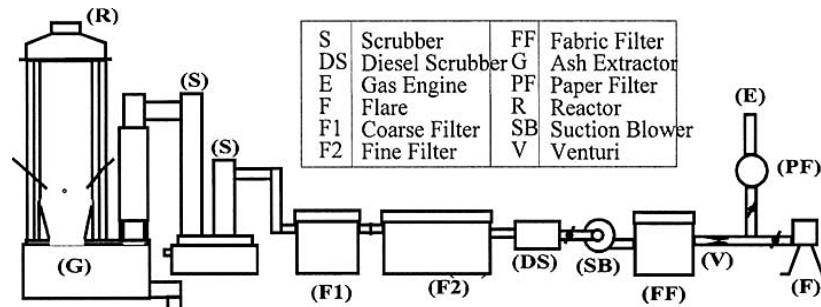 (R)
S Scrubber FF Fabric Filter
DS Diesel Scrubber G Ash Extractor
E Gas Engine PF Paper Filter
F Flare R Reactor
F1 Coarse Filter SB Suction Blower
F2 Fine Filter V Venturi
(S)
(S)
(E)
(PF)
(G)
(F1)
(F2)
(DS)
(SB)
(FF)
(V)
(F)